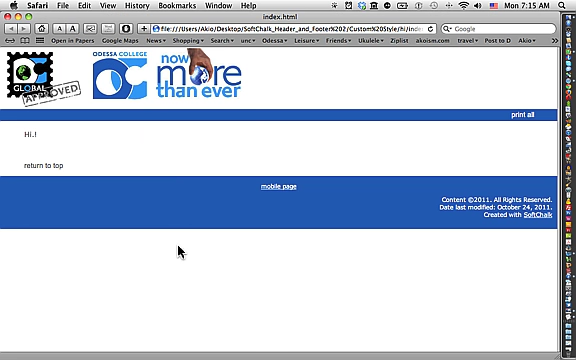 Safari File Edit View History Bookmarks Window Help
Mon 7:15 AM
index.html
file:///Users/Akio/Desktop/SoftChalk_Header_and_Footer%202/Custom%20Style/hi/index
Google
Open in Papers Google Maps News Shopping Search unc Articles Leisure Friends Ukulele Ziplist akoism.com travel Post to D Akio
GLOBAL
APPROVED
ODESSA COLLEGE
OC
now
more
than ever
print all
Hi.!
return to top
mobile page
Content ©2011. All Rights Reserved.
Date last modified: October 24, 2011.
Created with SoftChalk